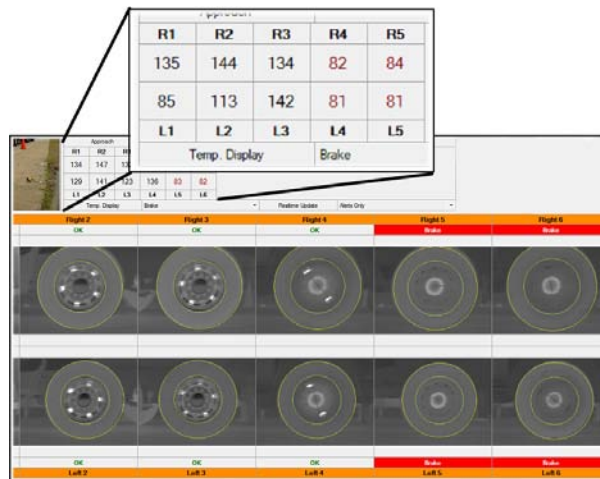 Approach
R1 R2 R3 R4 R5
135 144 134 82 84
85 113 142 81 81
L1 L2 L3 L4 L5
Temp. Display Brake
Approach
R1 R2
134 147
129 141 123 136 83 82
L1 L2 L3 L4 L5 L6
Temp. Display Brake Realtime Update Alerts Only
Right 2 Right 3 Right 4 Right 5 Right 6
OK OK OK Brake Brake
OK OK OK Brake Brake
Left 2 Left 3 Left 4 Left 5 Left 6